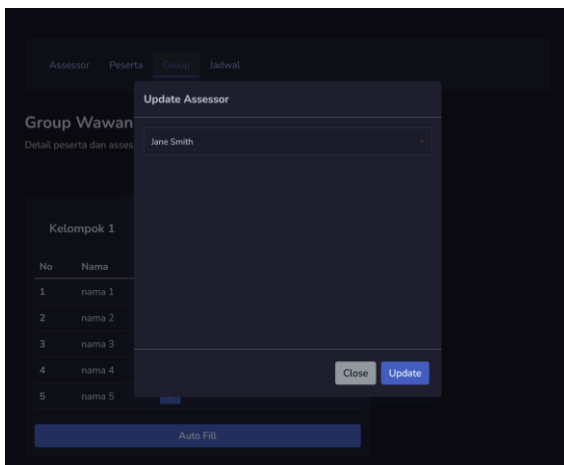 Assessor Peserta Group Jadwal
Update Assessor
Group Wawan
Detail peserta dan asses
Jane Smith
Kelompok 1
No Nama
1 nama 1
2 nama 2
3 nama 3
4 nama 4
5 nama 5
Close Update
Auto Fill